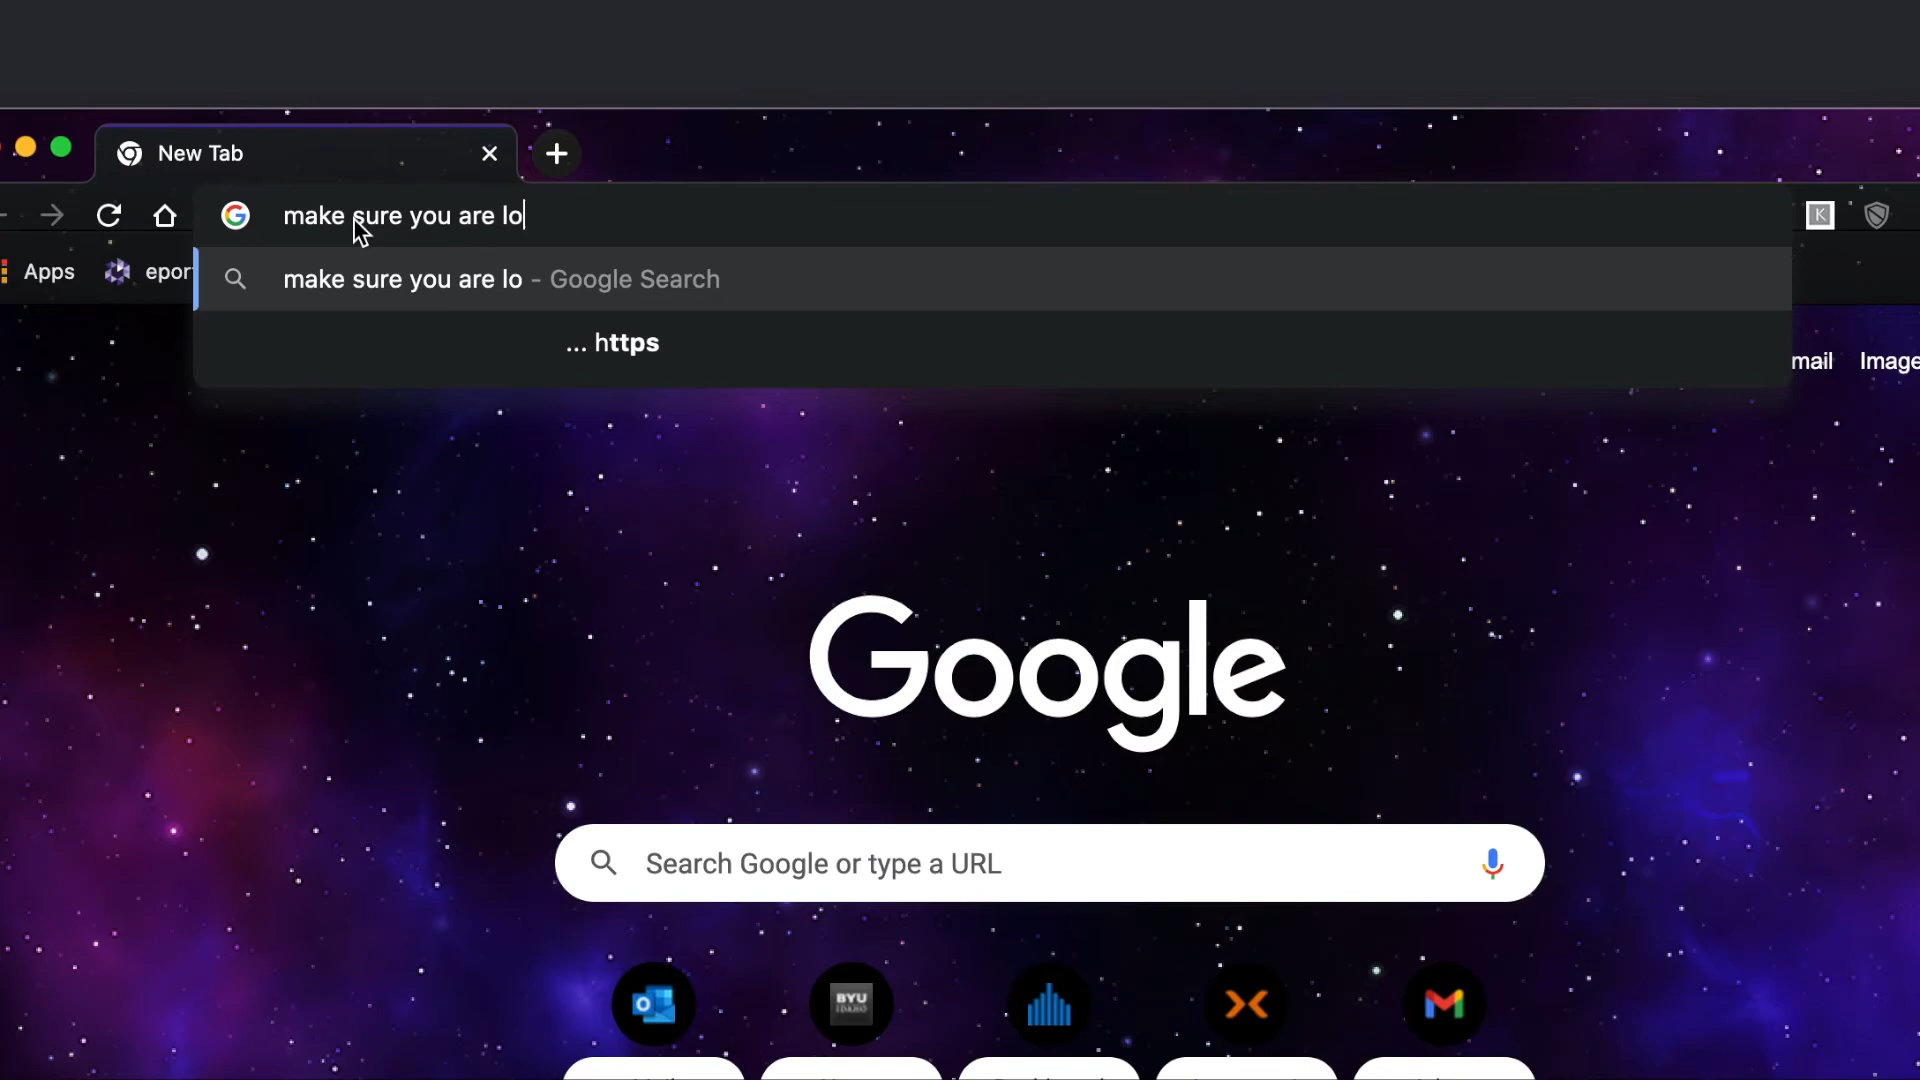 New Tab
make sure you are lo
Apps
epor
make sure you are lo - Google Search
... https
mail
Image
Google
Search Google or type a URL
BYU
IDAHO